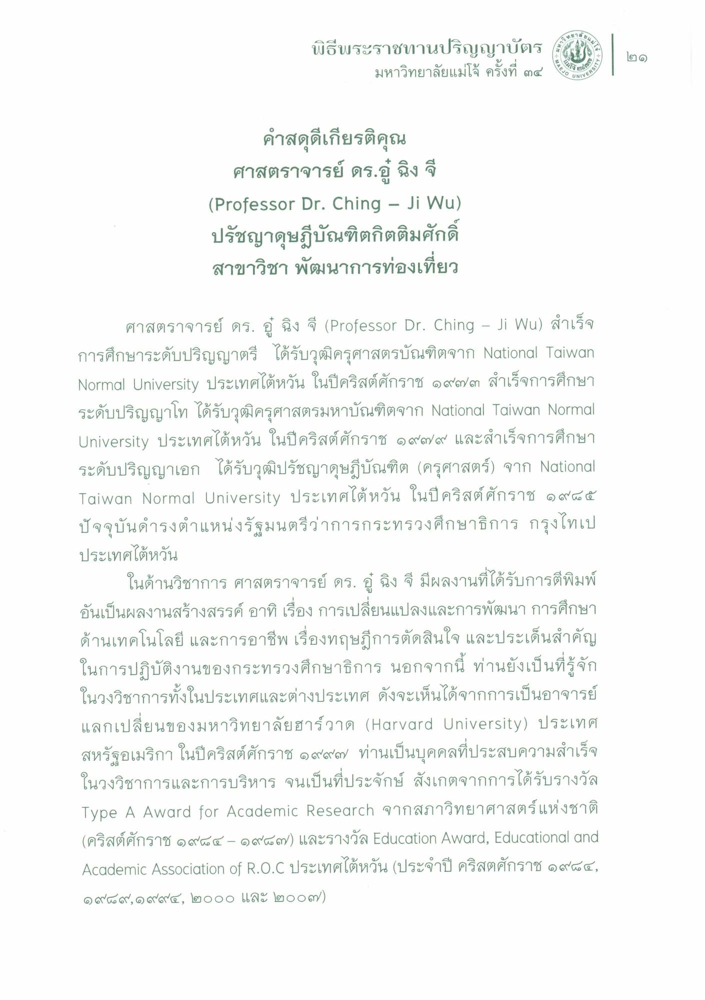 พิธีพระราชทานปริญญาบัตร
มหาวิทยาลัยแม่โจ้ ครั้งที่ ๓๔
มหาวิทยาลัยแม่โจ้
แม่โจ้ ๒๔๗๗
MAEJO UNIVERSITY
๒๑
คำสดุดีเกียรติคุณ
ศาสตราจารย์ ดร.อู๋ ฉิง จี
(Professor Dr. Ching – Ji Wu)
ปรัชญาดุษฎีบัณฑิตกิตติมศักดิ์
สาขาวิชา พัฒนาการท่องเที่ยว
ศาสตราจารย์ ดร. อู๋ ฉิง จี (Professor Dr. Ching – Ji Wu) สำเร็จ
การศึกษาระดับปริญญาตรี ได้รับวุฒิครุศาสตรบัณฑิตจาก National Taiwan
Normal University ประเทศไต้หวัน ในปีคริสต์ศักราช ๑๙๗๓ สำเร็จการศึกษา
ระดับปริญญาโท ได้รับวุฒิครุศาสตรมหาบัณฑิตจาก National Taiwan Normal
University ประเทศไต้หวัน ในปีคริสต์ศักราช ๑๙๗๙ และสำเร็จการศึกษา
ระดับปริญญาเอก ได้รับวุฒิปรัชญาดุษฎีบัณฑิต (ครุศาสตร์) จาก National
Taiwan Normal University ประเทศไต้หวัน ในปีคริสต์ศักราช ๑๙๘๕
ปัจจุบันดำรงตำแหน่งรัฐมนตรีว่าการกระทรวงศึกษาธิการ กรุงไทเป
ประเทศไต้หวัน
ในด้านวิชาการ ศาสตราจารย์ ดร. อู๋ ฉิง จี มีผลงานที่ได้รับการตีพิมพ์
อันเป็นผลงานสร้างสรรค์ อาทิ เรื่อง การเปลี่ยนแปลงและการพัฒนา การศึกษา
ด้านเทคโนโลยี และการอาชีพ เรื่องทฤษฎีการตัดสินใจ และประเด็นสำคัญ
ในการปฏิบัติงานของกระทรวงศึกษาธิการ นอกจากนี้ ท่านยังเป็นที่รู้จัก
ในวงวิชาการทั้งในประเทศและต่างประเทศ ดังจะเห็นได้จากการเป็นอาจารย์
แลกเปลี่ยนของมหาวิทยาลัยฮาร์วาด (Harvard University) ประเทศ
สหรัฐอเมริกา ในปีคริสต์ศักราช ๑๙๙๗ ท่านเป็นบุคคลที่ประสบความสำเร็จ
ในวงวิชาการและการบริหาร จนเป็นที่ประจักษ์ สังเกตจากการได้รับรางวัล
Type A Award for Academic Research จากสภาวิทยาศาสตร์แห่งชาติ
(คริสต์ศักราช ๑๙๘๔ – ๑๙๘๗) และรางวัล Education Award, Educational and
Academic Association of R.O.C ประเทศไต้หวัน (ประจำปี คริสตศักราช ๑๙๘๔,
๑๙๘๙,๑๙๙๔, ๒๐๐๐ และ ๒๐๐๗)